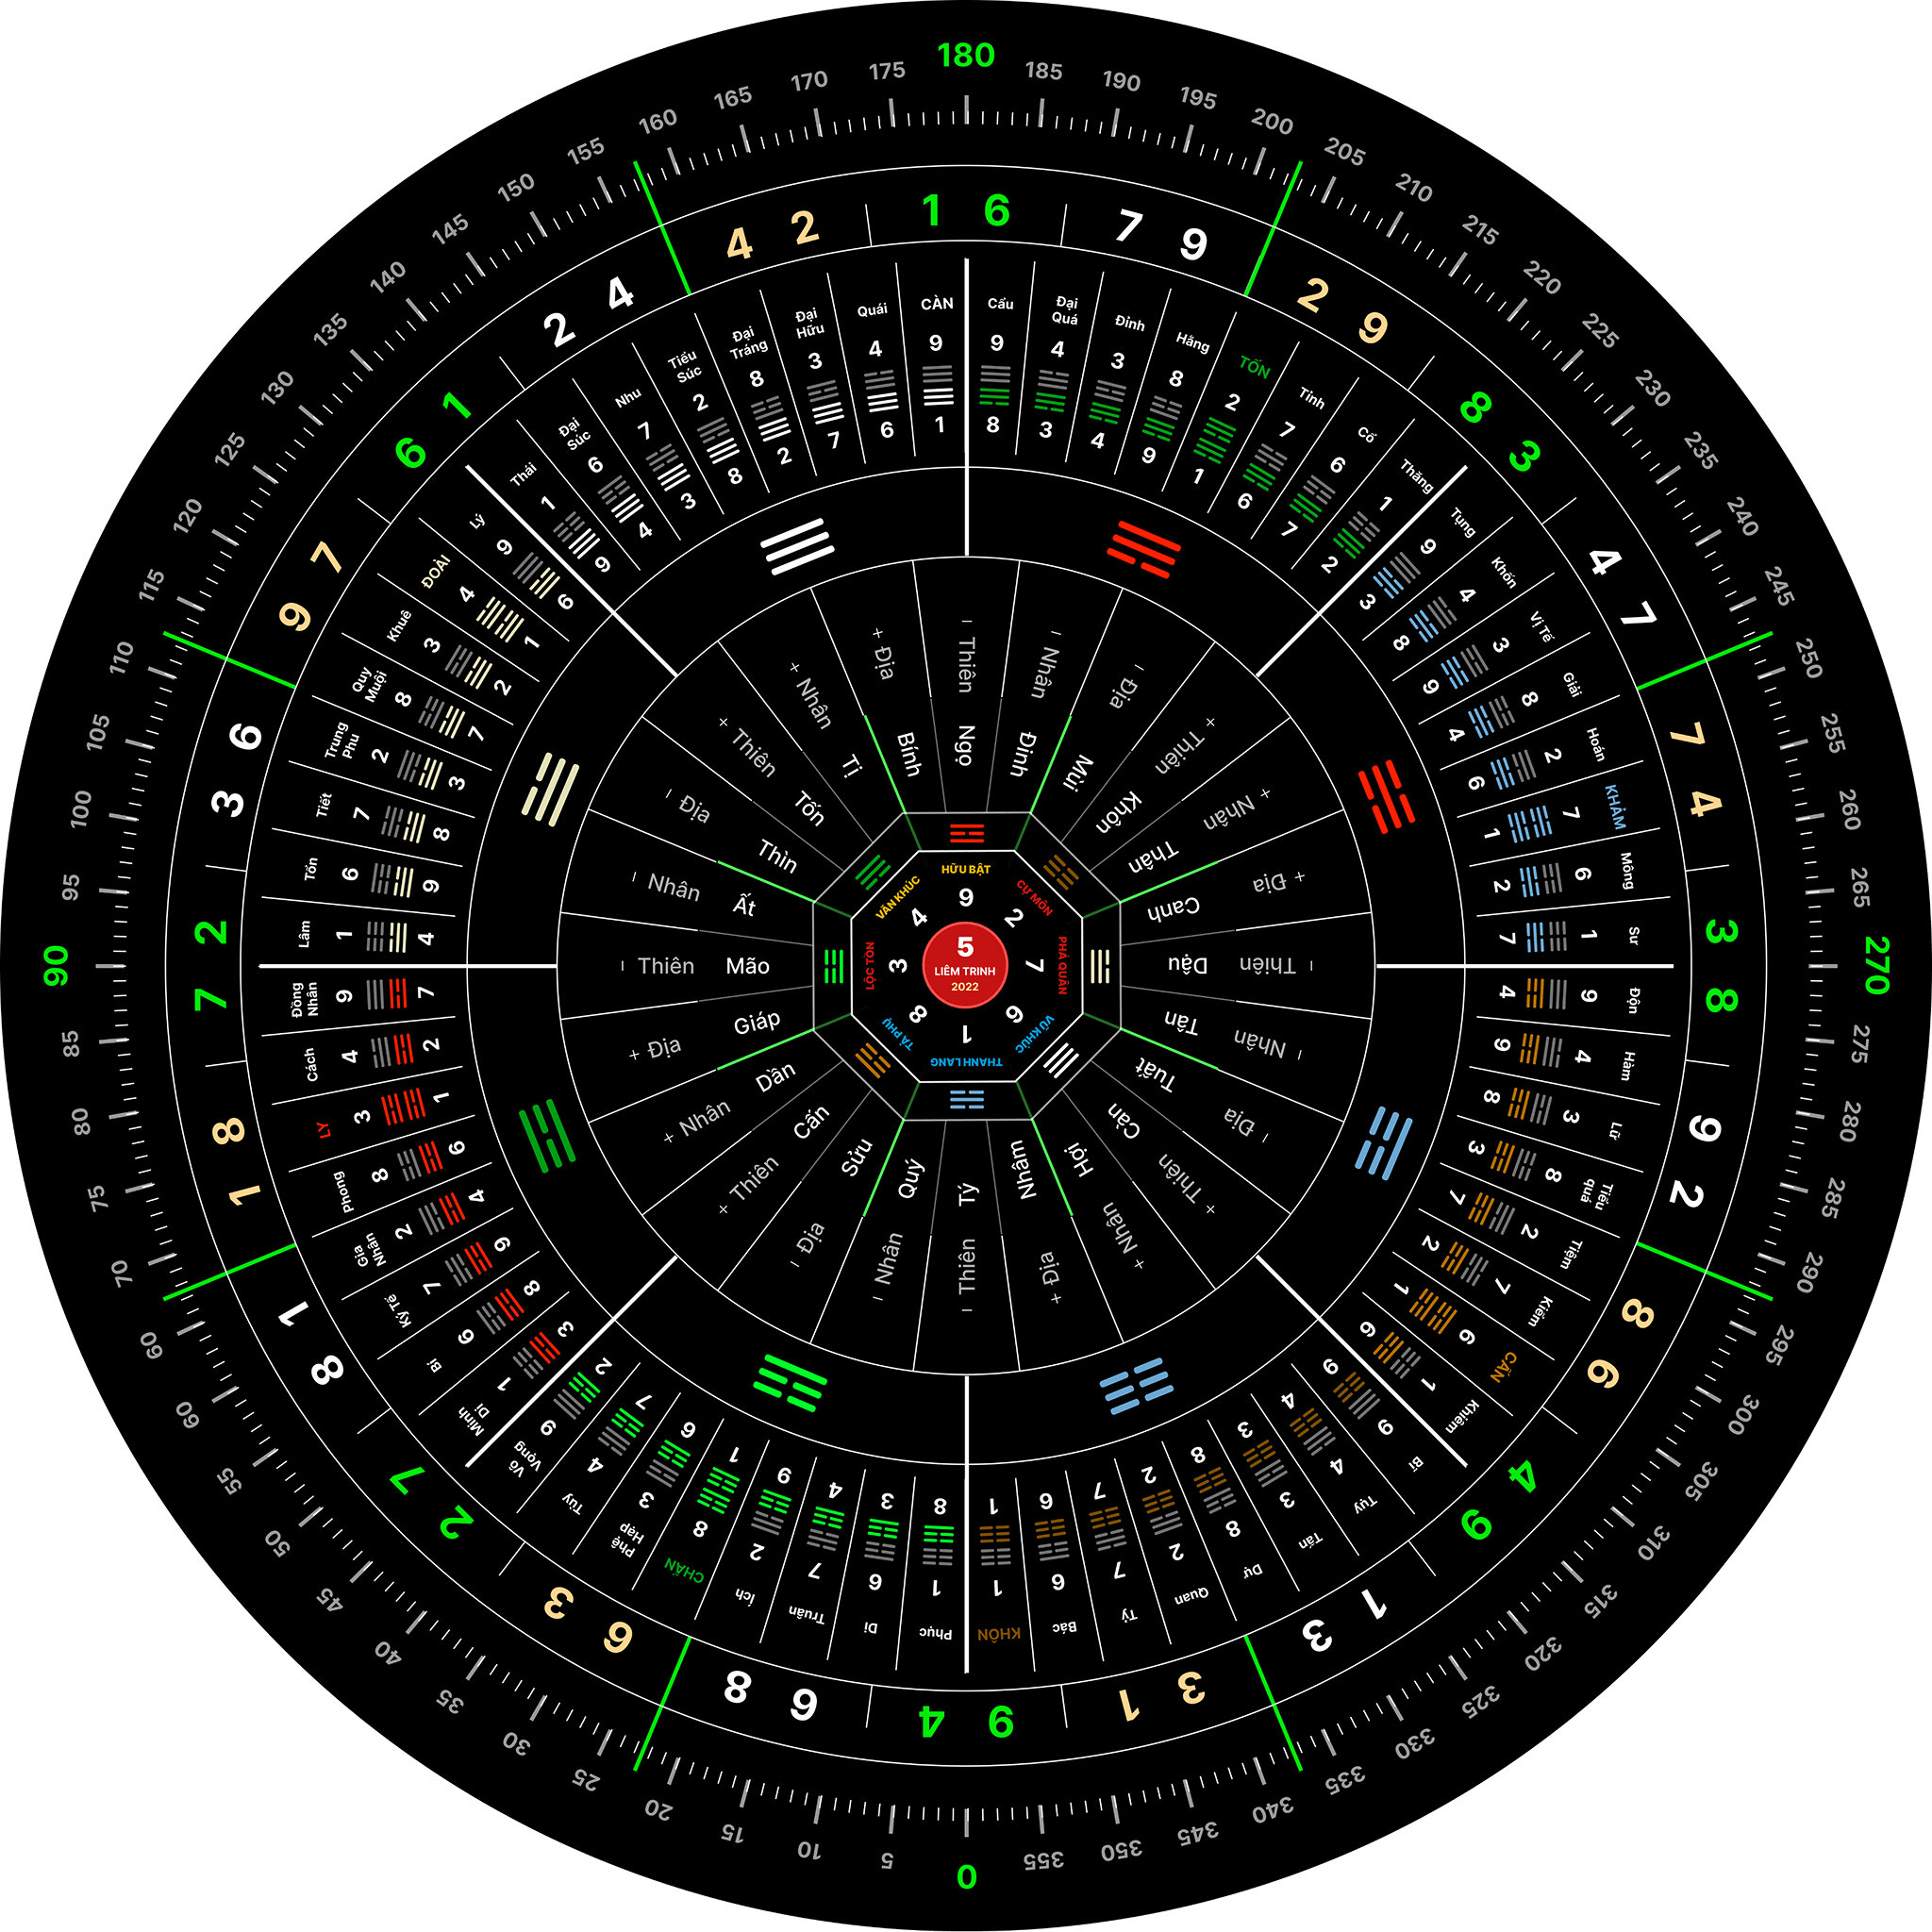 180
185
190
195
200
205
210
215
220
225
230
235
240
245
250
255
260
265
270
275
280
285
290
295
300
305
310
315
320
325
330
335
340
345
350
355
0
5
10
15
20
25
30
35
40
45
50
55
60
65
70
75
80
85
90
95
100
105
110
115
120
125
130
135
140
145
150
155
160
165
170
175
1 6
7 9
2 9
8 3
4 7
7 4
3 8
9 2
8 6
4 9
1 3
3 1
9 4
6 8
6 3
2 7
8 1
1 8
7 2
3 6
9 7
6 1
2 4
4 2
Cấu
9
8
Đại
Quá
4
3
Đỉnh
3
4
Hằng
8
9
TỐN
2
1
Tỉnh
7
6
Cổ
6
7
Thăng
1
2
Tụng
9
3
Khốn
4
8
Vị Tế
3
9
Giải
8
4
Hoán
2
6
KHẢM
7
1
Mông
6
2
Sư
1
7
Độn
9
4
Hàm
4
9
Lữ
3
8
Tiểu
quá
8
3
Tiệm
2
7
Kiểm
7
2
CẤN
6
1
Khiêm
1
6
Bĩ
9
9
Tụy
4
4
Tấn
3
3
Dự
8
8
Quan
2
2
Tỷ
7
7
Bác
6
6
KHÔN
1
1
Phục
1
8
Di
6
3
Truân
7
4
Ích
2
9
CHẤN
8
1
Phệ
Hạp
3
6
Tuỳ
4
7
Vô
Vọng
9
2
Minh
Di
1
3
Bí
6
8
Ký Tế
7
9
Gia
Nhân
2
4
Phong
8
6
LY
3
1
Cách
4
2
Đồng
Nhân
9
7
Lâm
1
4
Tổn
6
9
Tiết
7
8
Trung
Phu
2
3
Quy
Muội
8
7
Khuê
3
2
ĐOÀI
4
1
Lý
9
6
Thái
1
9
Đại
Súc
6
4
Nhu
7
3
Tiểu
Súc
2
8
Đại
Tráng
8
2
Đại
Hữu
3
7
Quái
4
6
CÀN
9
1
– Thiên Ngọ
– Nhân Đinh
– Địa Mùi
+ Thiên Khôn
+ Nhân Thân
+ Địa Canh
– Thiên Dậu
– Nhân Tân
– Địa Tuất
+ Thiên Càn
+ Nhân Hợi
+ Địa Nhâm
– Thiên Tý
– Nhân Quý
– Địa Sửu
+ Thiên Cấn
+ Nhân Dần
+ Địa Giáp
– Thiên Mão
– Nhân Ất
– Địa Thìn
+ Thiên Tốn
+ Nhân Tị
+ Địa Bính
HỮU BẬT
9
CỰ MÔN
2
PHÁ QUÂN
7
VŨ KHÚC
6
THANH LANG
1
TẢ PHỤ
8
LỘC TỒN
3
VĂN KHÚC
4
5
LIÊM TRINH
2022